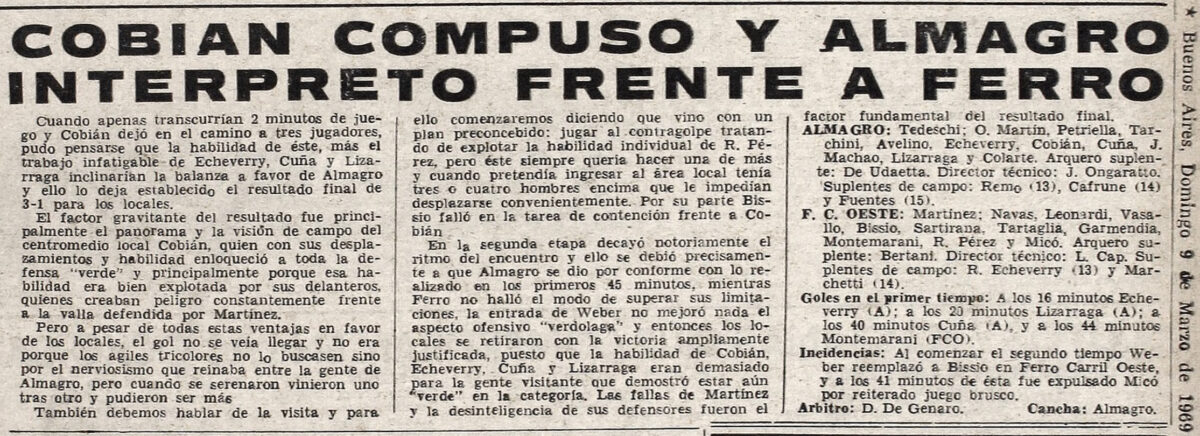 COBIAN COMPUSO Y ALMAGRO
INTERPRETO FRENTE A FERRO
Cuando apenas transcurrían 2 minutos de jue-
go y Cobián dejó en el camino a tres jugadores,
pudo pensarse que la habilidad de éste, más el
trabajo infatigable de Echeverry, Cuña y Liza-
rraga inclinarían la balanza a favor de Almagro
y ello lo deja establecido el resultado final de
3-1 para los locales.
El factor gravitante del resultado fue princi-
palmente el panorama y la visión de campo del
centromedio local Cobián, quien con sus despla-
zamientos y habilidad enloqueció a toda la de-
fensa "verde" y principalmente porque esa ha-
bilidad era bien explotada por sus delanteros,
quienes creaban peligro constantemente frente
a la valla defendida por Martínez.
Pero a pesar de todas estas ventajas en favor
de los locales, el gol no se veía llegar y no era
porque los agiles tricolores no lo buscasen sino
por el nerviosismo que reinaba entre la gente de
Almagro, pero cuando se serenaron vinieron uno
tras otro y pudieron ser más
También debemos hablar de la visita y para
ello comenzaremos diciendo que vino con un
plan preconcebido: jugar al contragolpe tratan-
do de explotar la habilidad individual de R. Pé-
rez, pero éste siempre quería hacer una de más
y cuando pretendía ingresar al área local tenía
tres o cuatro hombres encima que le impedían
desplazarse convenientemente. Por su parte Bis-
sio falló en la tarea de contención frente a Co-
bián
En la segunda etapa decayó notoriamente el
ritmo del encuentro y ello se debió precisamen-
te a que Almagro se dio por conforme con lo re-
alizado en los primeros 45 minutos, mientras
Ferro no halló el modo de superar sus limita-
ciones, la entrada de Weber no mejoró nada el
aspecto ofensivo "verdolaga" y entonces los lo-
cales se retiraron con la victoria ampliamente
justificada, puesto que la habilidad de Cobián,
Echeverry, Cuña y Lizarraga eran demasiado
para la gente visitante que demostró estar aún
"verde" en la categoría. Las fallas de Martínez
y la desinteligencia de sus defensores fueron el
factor fundamental del resultado final.
ALMAGRO: Tedeschi; O. Martín, Petriella, Tar-
chini, Avelino, Echeverry, Cobián, Cuña, J.
Machao, Lizarraga y Colarte. Arquero suplen-
te: De Udaetta. Director técnico: J. Ongaratto.
Suplentes de campo: Remo (13), Cafrune (14)
y Fuentes (15).
F. C. OESTE: Martínez; Navas, Leonardi, Vasa-
llo, Bissio, Sartirana, Tartaglia, Garmendia,
Montemarani, R. Pérez y Micó. Arquero su-
plente: Bertani. Director técnico: L. Cap. Su-
plentes de campo: R. Echeverry (13) y Mar-
chetti (14).
Goles en el primer tiempo: A los 16 minutos Eche-
verry (A); a los 20 minutos Lizarraga (A); a
los 40 minutos Cuña (A), y a los 44 minutos
Montemarani (FCO).
Incidencias: Al comenzar el segundo tiempo We-
ber reemplazó a Bissio en Ferro Carril Oeste,
y a los 41 minutos de ésta fue expulsado Micó
por reiterado juego brusco.
Arbitro: D. De Genaro. Cancha: Almagro.
★ Buenos Aires, Domingo 9 de Marzo de 1969